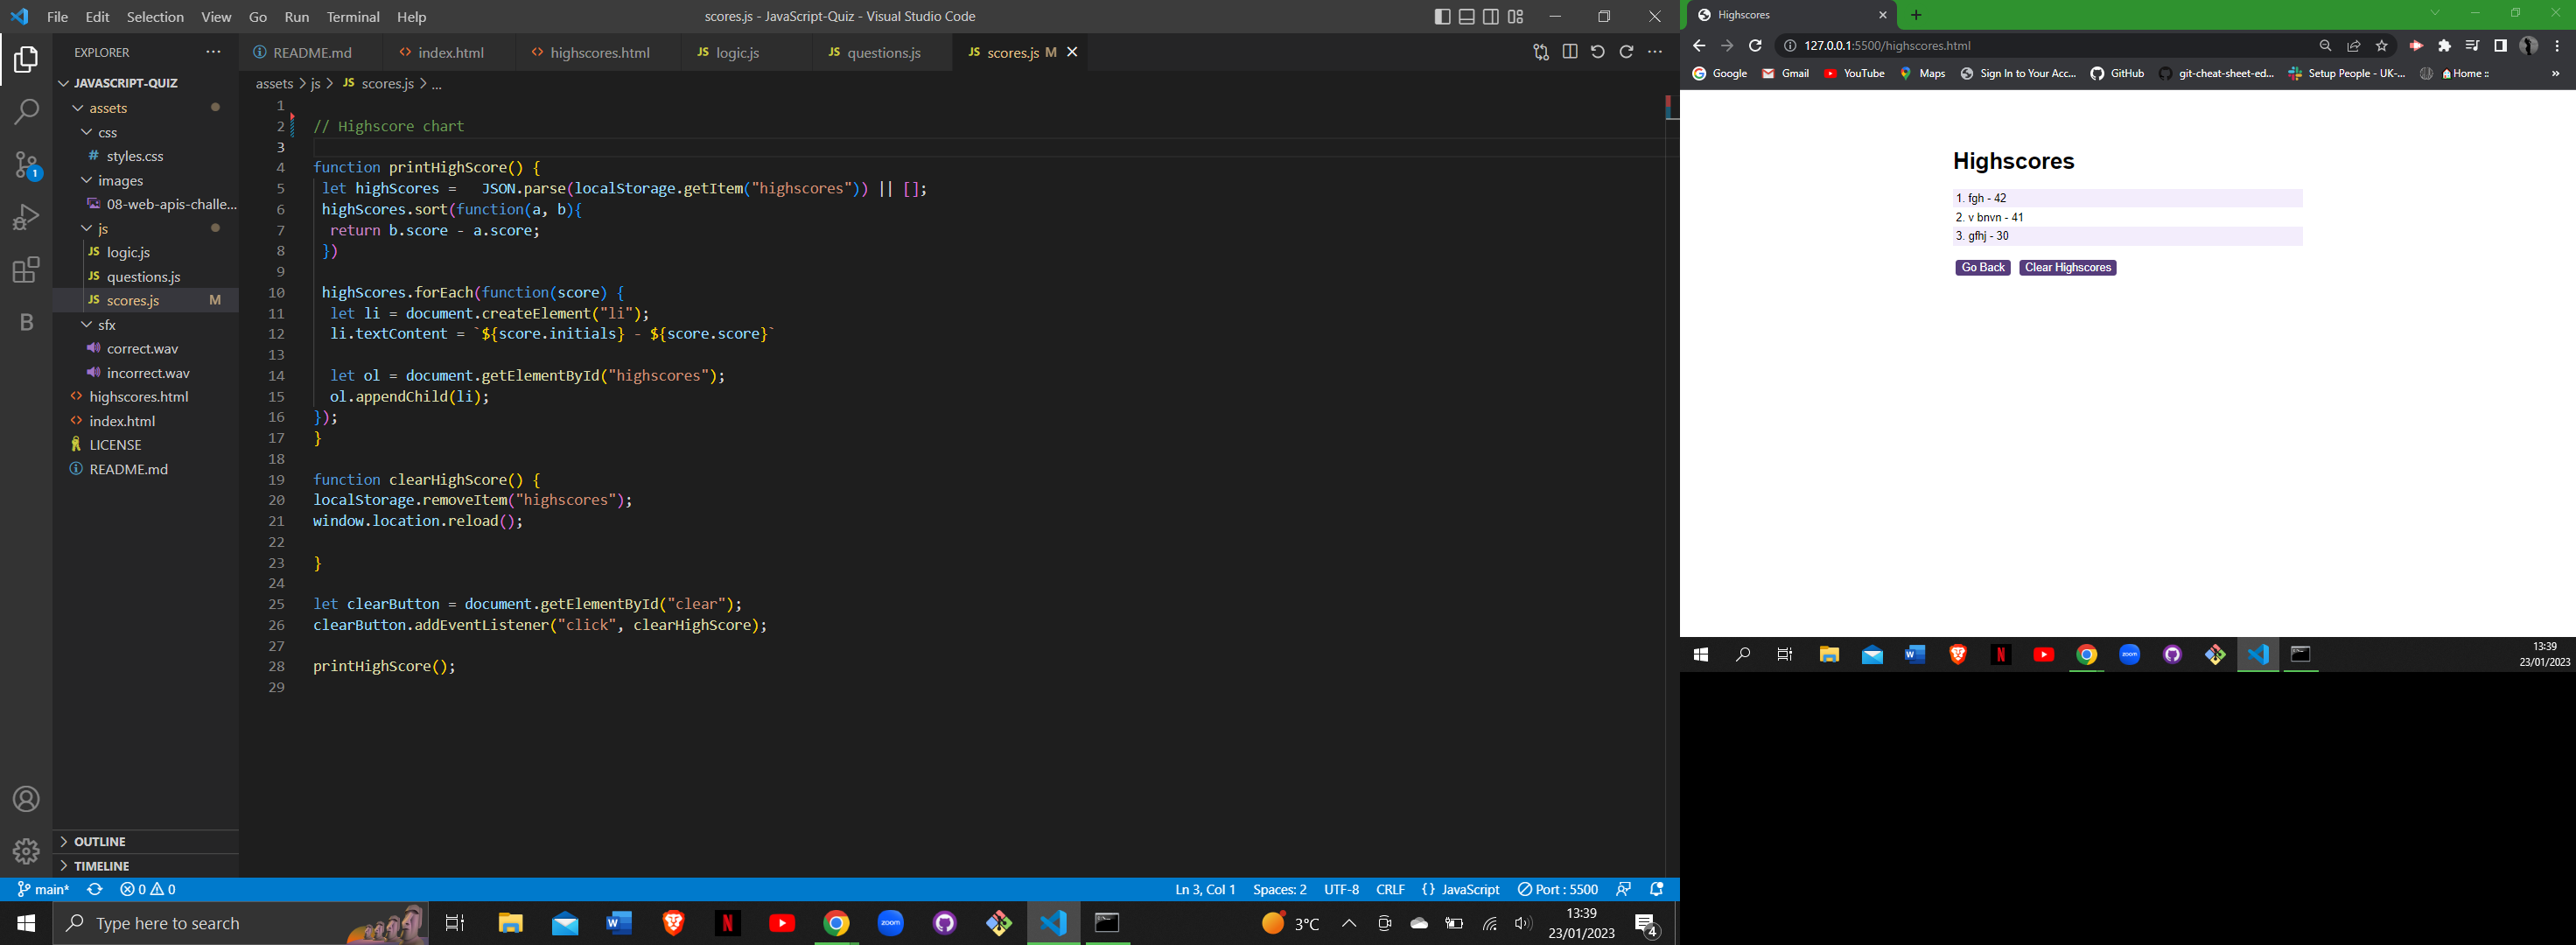 File Edit Selection View Go Run Terminal Help
scores.js - JavaScript-Quiz - Visual Studio Code
EXPLORER
JAVASCRIPT-QUIZ
assets
css
# styles.css
images
08-web-apis-challe...
js
JS logic.js
JS questions.js
JS scores.js M
sfx
correct.wav
incorrect.wav
<> highscores.html
<> index.html
LICENSE
README.md
OUTLINE
TIMELINE
1
B
README.md <> index.html <> highscores.html JS logic.js JS questions.js JS scores.js M
assets > js > JS scores.js > ...
1
2 // Highscore chart
3
4 function printHighScore() {
5 let highScores = JSON.parse(localStorage.getItem("highscores")) || [];
6 highScores.sort(function(a, b){
7 return b.score - a.score;
8 })
9
10 highScores.forEach(function(score) {
11 let li = document.createElement("li");
12 li.textContent = `${score.initials} - ${score.score}`
13
14 let ol = document.getElementById("highscores");
15 ol.appendChild(li);
16 });
17 }
18
19 function clearHighScore() {
20 localStorage.removeItem("highscores");
21 window.location.reload();
22
23 }
24
25 let clearButton = document.getElementById("clear");
26 clearButton.addEventListener("click", clearHighScore);
27
28 printHighScore();
29
main* 0 0 Ln 3, Col 1 Spaces: 2 UTF-8 CRLF {} JavaScript Port : 5500
Type here to search
W
N
zoom
3°C
13:39
23/01/2023
4
Highscores
127.0.0.1:5500/highscores.html
Google Gmail YouTube Maps Sign In to Your Acc... GitHub git-cheat-sheet-ed... Setup People - UK-... Home :: »
Highscores
1. fgh - 42
2. v bnvn - 41
3. gfhj - 30
Go Back Clear Highscores
W
N
zoom
13:39
23/01/2023